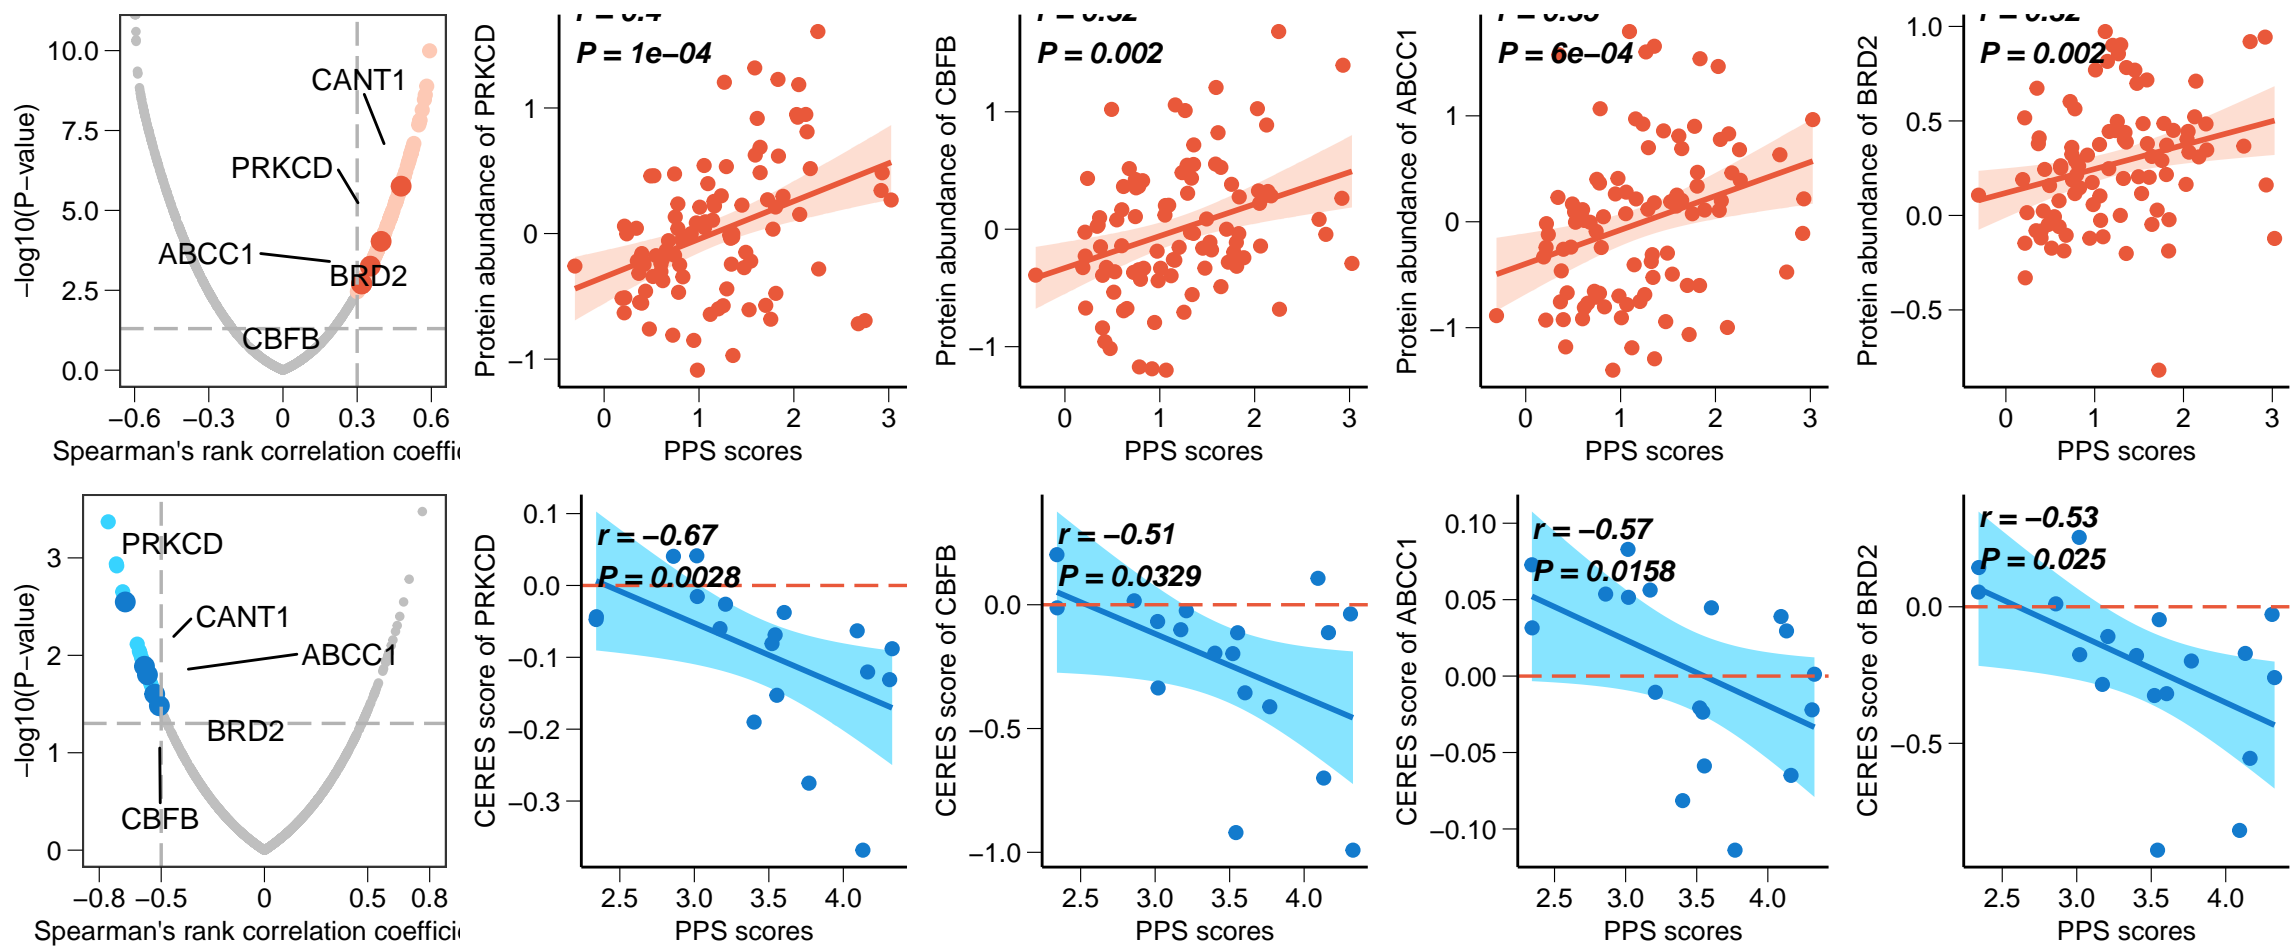 −log10(P−value)
10.0
7.5
5.0
2.5
0.0
CANT1
PRKCD
ABCC1
BRD2
CBFB
−0.6 −0.3 0 0.3 0.6
Spearman's rank correlation coeffic
Protein abundance of PRKCD
P = 1e−04
1
0
−1
0 1 2 3
PPS scores
Protein abundance of CBFB
P = 0.002
1
0
−1
0 1 2 3
PPS scores
Protein abundance of ABCC1
P = 6e−04
1
0
−1
0 1 2 3
PPS scores
Protein abundance of BRD2
P = 0.002
1.0
0.5
0.0
−0.5
0 1 2 3
PPS scores
−log10(P−value)
3
2
1
0
PRKCD
CANT1
ABCC1
BRD2
CBFB
−0.8 −0.5 0 0.5 0.8
Spearman's rank correlation coefficie
CERES score of PRKCD
r = −0.67
P = 0.0028
0.1
0.0
−0.1
−0.2
−0.3
2.5 3.0 3.5 4.0
PPS scores
CERES score of CBFB
r = −0.51
P = 0.0329
0.0
−0.5
−1.0
2.5 3.0 3.5 4.0
PPS scores
CERES score of ABCC1
r = −0.57
P = 0.0158
0.10
0.05
0.00
−0.05
−0.10
2.5 3.0 3.5 4.0
PPS scores
CERES score of BRD2
r = −0.53
P = 0.025
0.0
−0.5
2.5 3.0 3.5 4.0
PPS scores